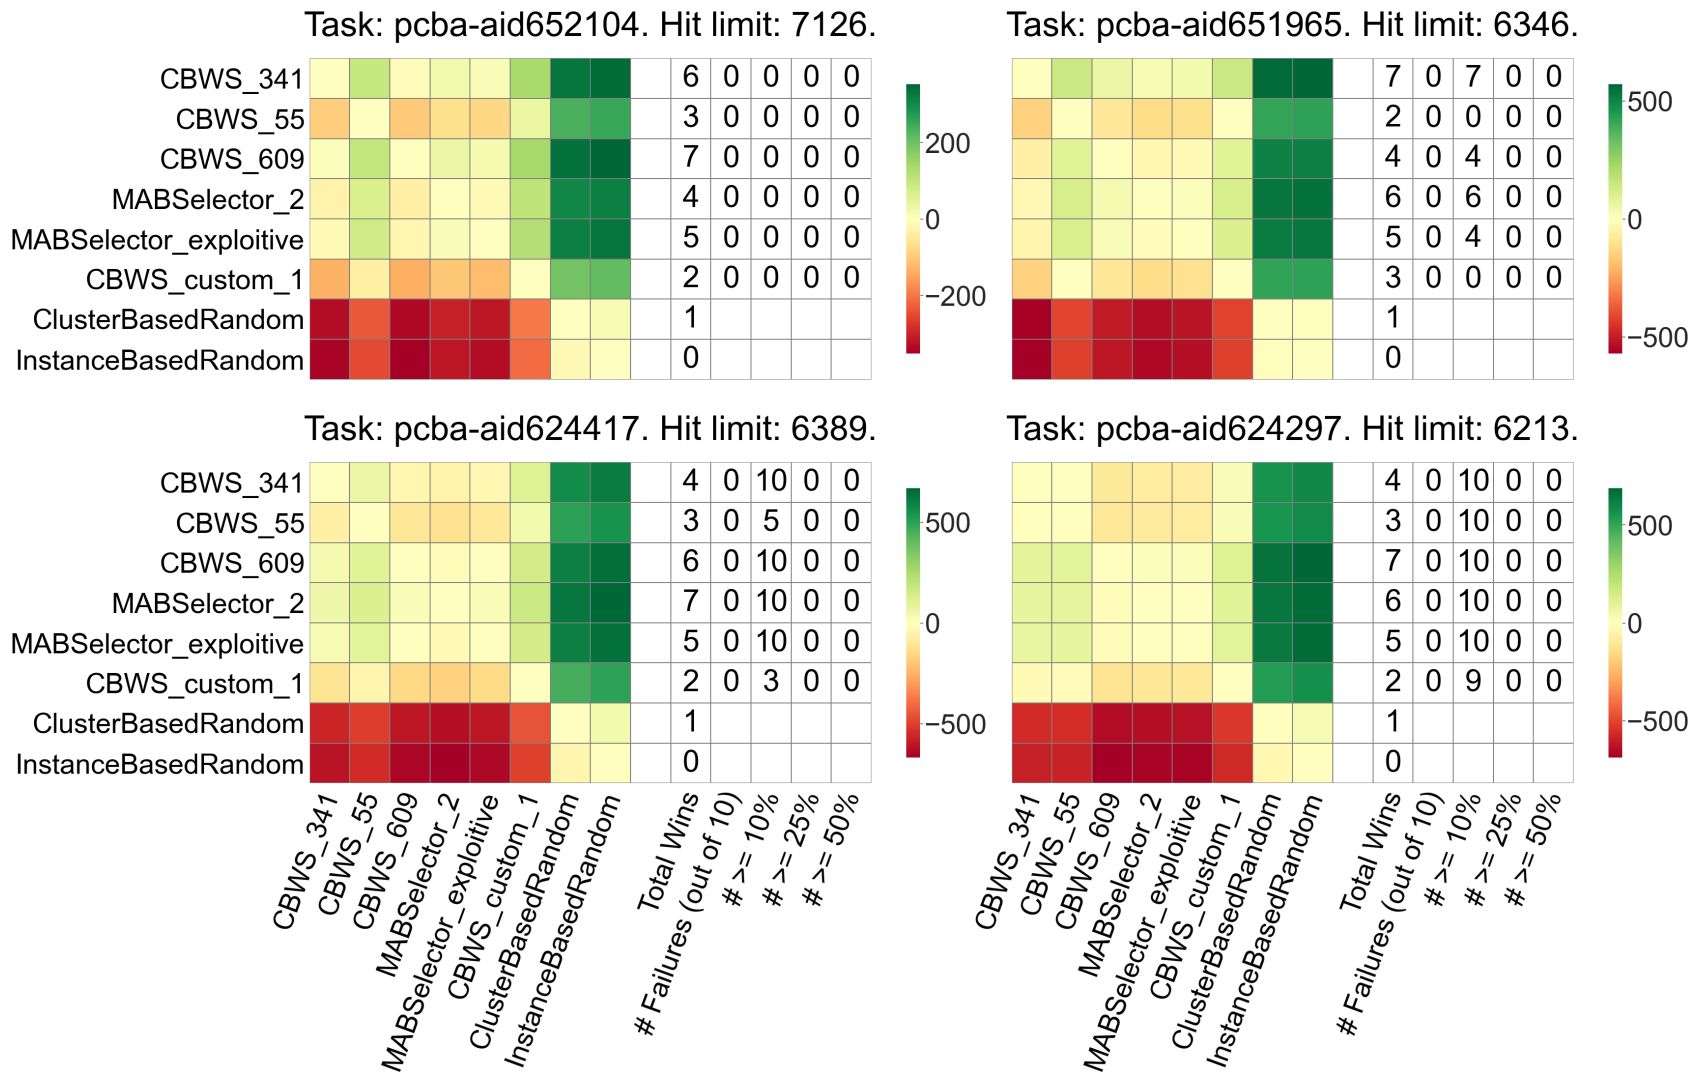 Task: pcba-aid652104. Hit limit: 7126.
CBWS_341 6 0 0 0 0
CBWS_55 3 0 0 0 0
CBWS_609 7 0 0 0 0
MABSelector_2 4 0 0 0 0
MABSelector_exploitive 5 0 0 0 0
CBWS_custom_1 2 0 0 0 0
ClusterBasedRandom 1
InstanceBasedRandom 0
200
0
−200
Task: pcba-aid651965. Hit limit: 6346.
7 0 7 0 0
2 0 0 0 0
4 0 4 0 0
6 0 6 0 0
5 0 4 0 0
3 0 0 0 0
1
0
500
0
−500
Task: pcba-aid624417. Hit limit: 6389.
CBWS_341 4 0 10 0 0
CBWS_55 3 0 5 0 0
CBWS_609 6 0 10 0 0
MABSelector_2 7 0 10 0 0
MABSelector_exploitive 5 0 10 0 0
CBWS_custom_1 2 0 3 0 0
ClusterBasedRandom 1
InstanceBasedRandom 0
500
0
−500
CBWS_341
CBWS_55
CBWS_609
MABSelector_2
MABSelector_exploitive
CBWS_custom_1
ClusterBasedRandom
InstanceBasedRandom
Total Wins
# Failures (out of 10)
# >= 10%
# >= 25%
# >= 50%
Task: pcba-aid624297. Hit limit: 6213.
4 0 10 0 0
3 0 10 0 0
7 0 10 0 0
6 0 10 0 0
5 0 10 0 0
2 0 9 0 0
1
0
500
0
−500
CBWS_341
CBWS_55
CBWS_609
MABSelector_2
MABSelector_exploitive
CBWS_custom_1
ClusterBasedRandom
InstanceBasedRandom
Total Wins
# Failures (out of 10)
# >= 10%
# >= 25%
# >= 50%